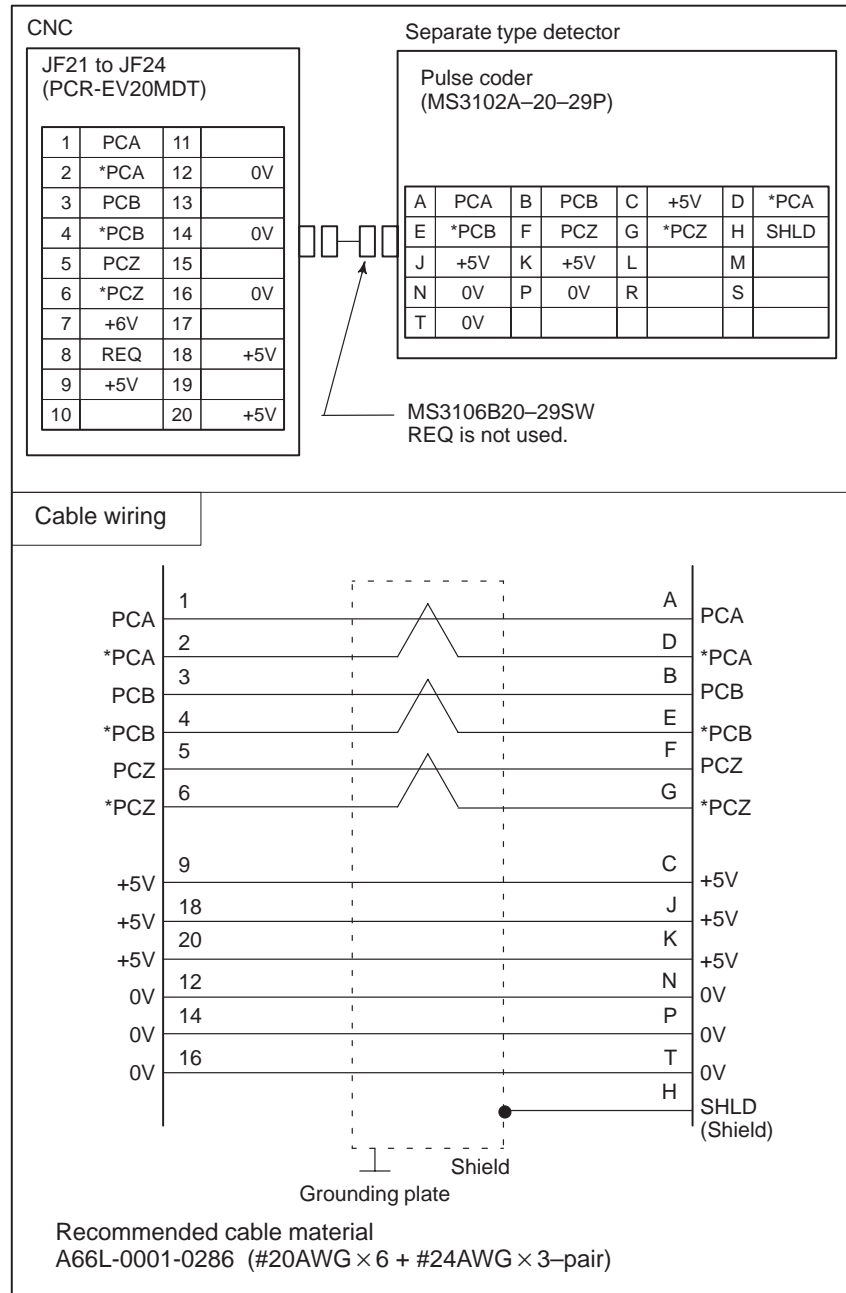 CNC
JF21 to JF24
(PCR-EV20MDT)
1 PCA 11
2 *PCA 12 0V
3 PCB 13
4 *PCB 14 0V
5 PCZ 15
6 *PCZ 16 0V
7 +6V 17
8 REQ 18 +5V
9 +5V 19
10 20 +5V
Separate type detector
Pulse coder
(MS3102A–20–29P)
A PCA B PCB C +5V D *PCA
E *PCB F PCZ G *PCZ H SHLD
J +5V K +5V L M
N 0V P 0V R S
T 0V
MS3106B20–29SW
REQ is not used.
Cable wiring
PCA 1 A PCA
*PCA 2 D *PCA
PCB 3 B PCB
*PCB 4 E *PCB
PCZ 5 F PCZ
*PCZ 6 G *PCZ
+5V 9 C +5V
+5V 18 J +5V
+5V 20 K +5V
0V 12 N 0V
0V 14 P 0V
0V 16 T 0V
H SHLD
(Shield)
Shield
Grounding plate
Recommended cable material
A66L-0001-0286 (#20AWG × 6 + #24AWG × 3–pair)